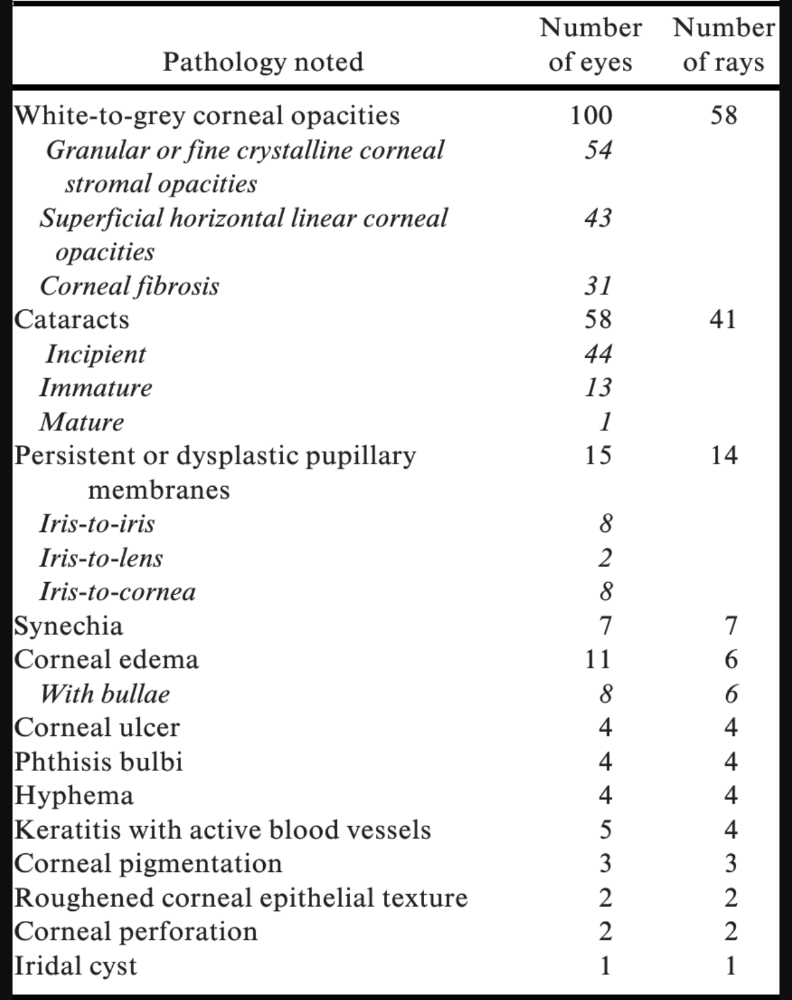 Pathology noted Number of eyes Number of rays
White-to-grey corneal opacities 100 58
Granular or fine crystalline corneal 54
stromal opacities
Superficial horizontal linear corneal 43
opacities
Corneal fibrosis 31
Cataracts 58 41
Incipient 44
Immature 13
Mature 1
Persistent or dysplastic pupillary 15 14
membranes
Iris-to-iris 8
Iris-to-lens 2
Iris-to-cornea 8
Synechia 7 7
Corneal edema 11 6
With bullae 8 6
Corneal ulcer 4 4
Phthisis bulbi 4 4
Hyphema 4 4
Keratitis with active blood vessels 5 4
Corneal pigmentation 3 3
Roughened corneal epithelial texture 2 2
Corneal perforation 2 2
Iridal cyst 1 1